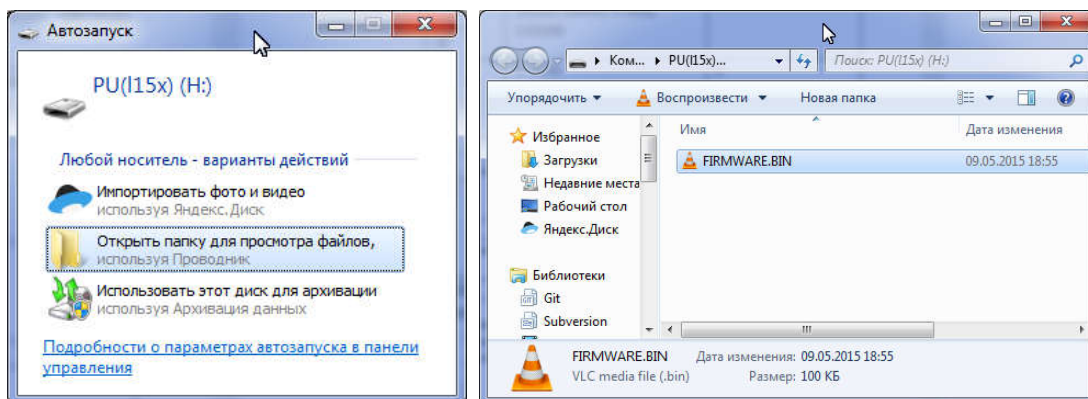 Автозапуск
PU(l15x) (H:)
Любой носитель - варианты действий
Импортировать фото и видео
используя Яндекс.Диск
Открыть папку для просмотра файлов,
используя Проводник
Использовать этот диск для архивации
используя Архивация данных
Подробности о параметрах автозапуска в панели
управления
Ком... PU(l15x)...
Поиск: PU(l15x) (H:)
Упорядочить Воспроизвести Новая папка
Имя Дата изменения
Избранное
Загрузки
Недавние места
Рабочий стол
Яндекс.Диск
Библиотеки
Git
Subversion
FIRMWARE.BIN 09.05.2015 18:55
FIRMWARE.BIN Дата изменения: 09.05.2015 18:55
VLC media file (.bin) Размер: 100 КБ